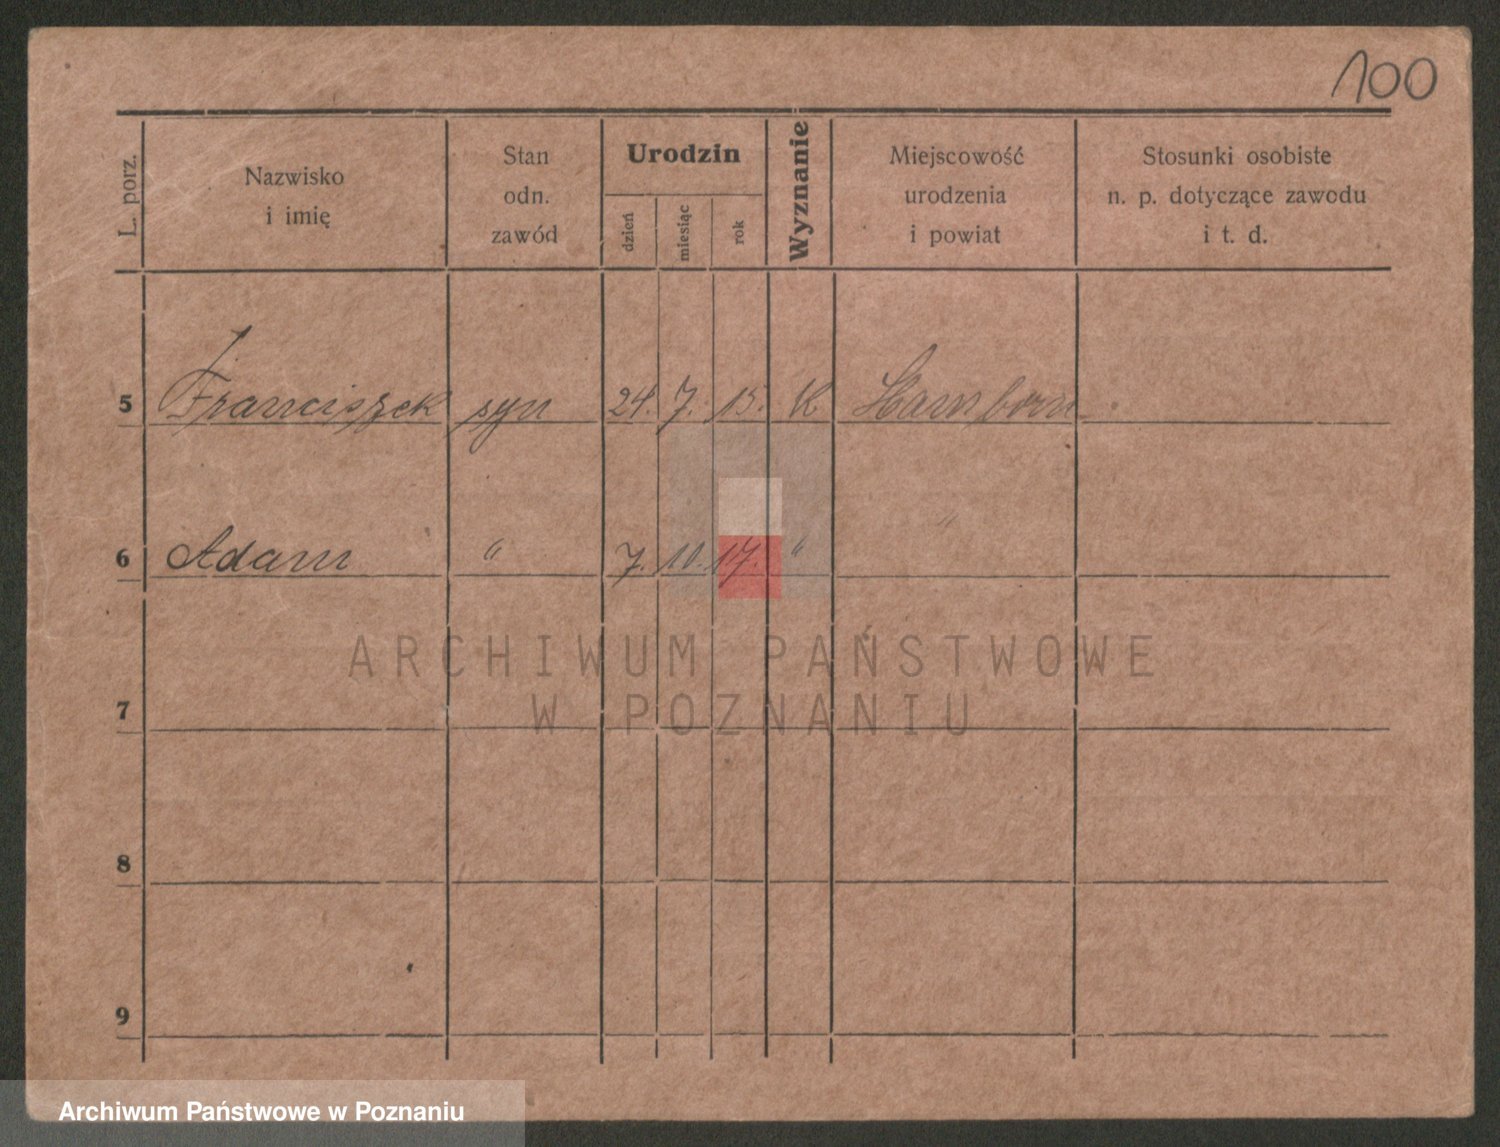 100
L. porz.
Nazwisko
i imię
Stan
odn.
zawód
Urodzin
dzień
miesiąc
rok
Wyznanie
Miejscowość
urodzenia
i powiat
Stosunki osobiste
n. p. dotyczące zawodu
i t. d.
5 Franciszek syn 24. 7. 15. K Hamborn
6 Adam " 7. 10. 17. " "
ARCHIWUM PAŃSTWOWE
W POZNANIU
7
8
9
Archiwum Państwowe w Poznaniu